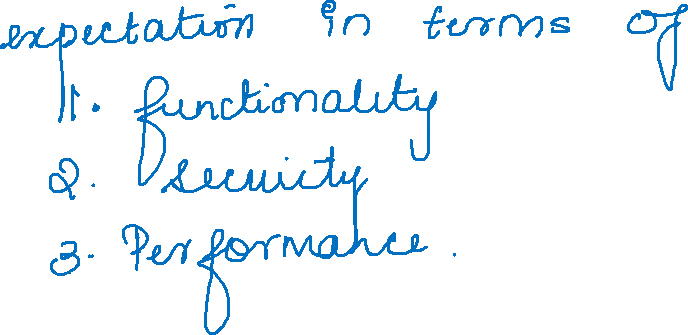 expectation in terms of
1. functionality
2. security
3. Performance.